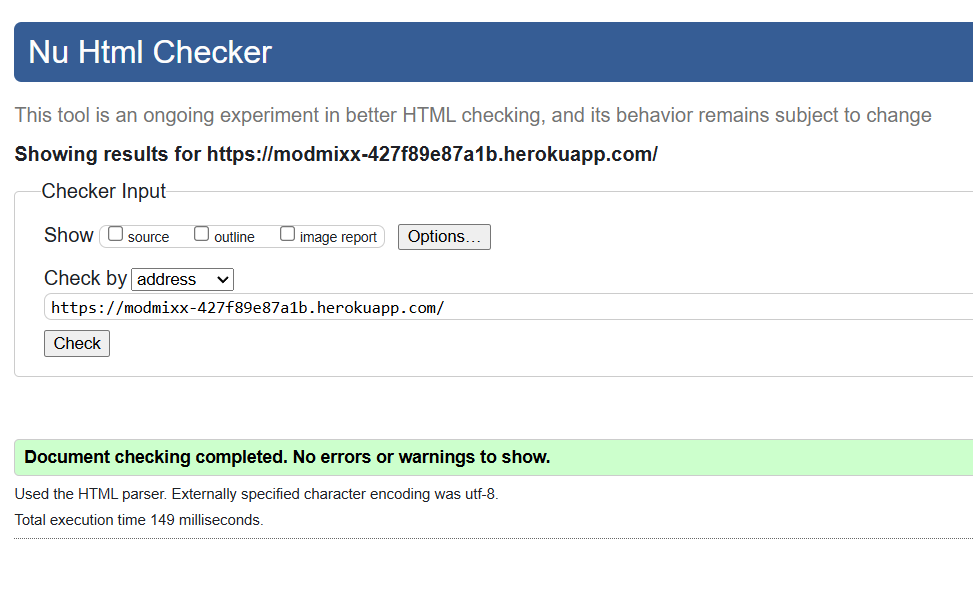 Nu Html Checker
This tool is an ongoing experiment in better HTML checking, and its behavior remains subject to change
Showing results for https://modmixx-427f89e87a1b.herokuapp.com/
Checker Input
Show source outline image report Options...
Check by address
https://modmixx-427f89e87a1b.herokuapp.com/
Check
Document checking completed. No errors or warnings to show.
Used the HTML parser. Externally specified character encoding was utf-8.
Total execution time 149 milliseconds.